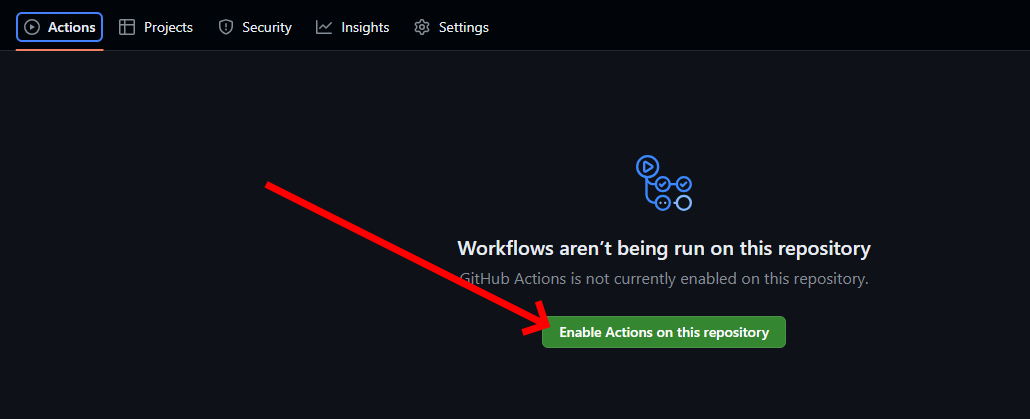 Actions Projects Security Insights Settings
Workflows aren’t being run on this repository
GitHub Actions is not currently enabled on this repository.
Enable Actions on this repository